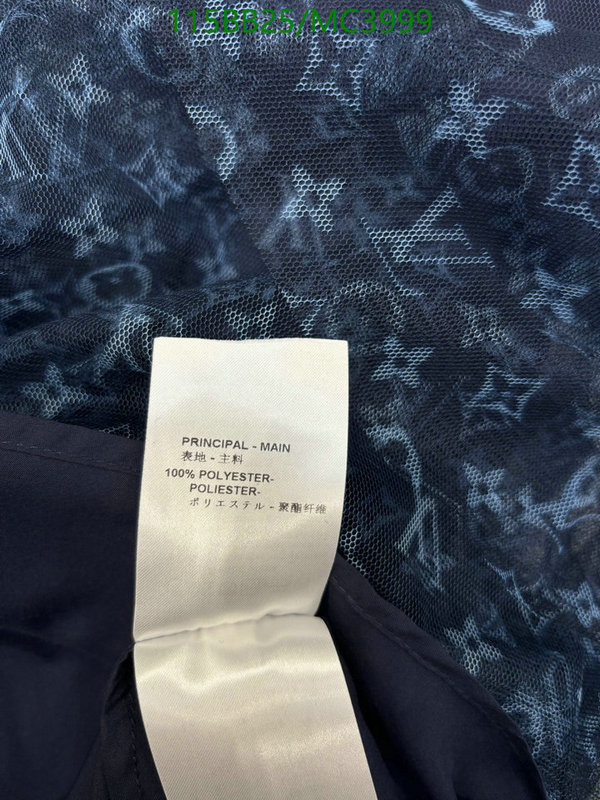 115BB25/MC3999
PRINCIPAL - MAIN
表地 - 主料
100% POLYESTER-
POLIESTER-
ポリエステル - 聚酯纤维